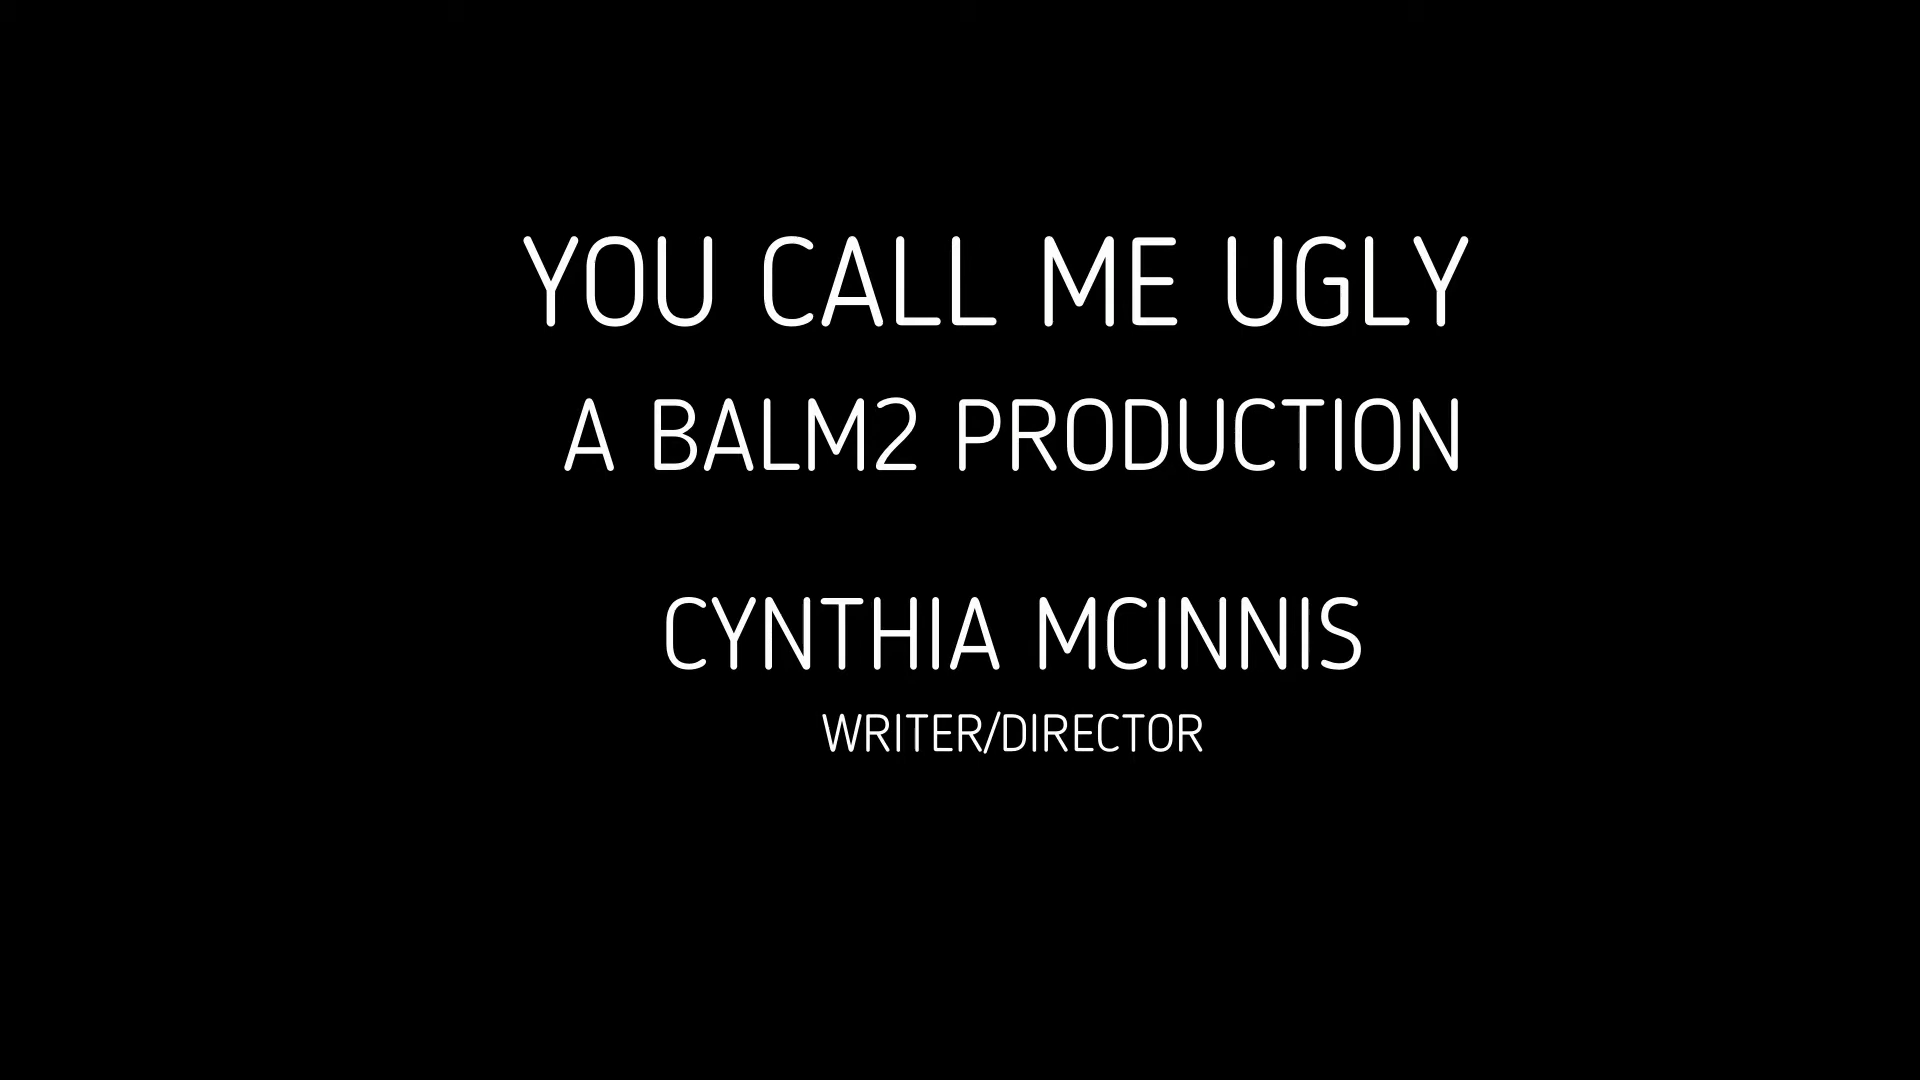 YOU CALL ME UGLY
A BALM2 PRODUCTION
CYNTHIA MCINNIS
WRITER/DIRECTOR